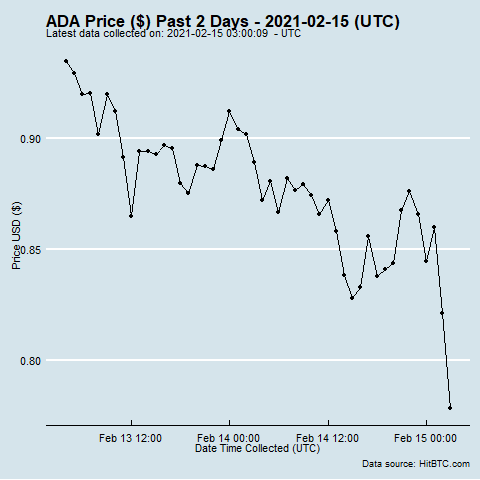 ADA Price ($) Past 2 Days - 2021-02-15 (UTC)
Latest data collected on: 2021-02-15 03:00:09 - UTC
0.90
0.85
0.80
Price USD ($)
Feb 13 12:00 Feb 14 00:00 Feb 14 12:00 Feb 15 00:00
Date Time Collected (UTC)
Data source: HitBTC.com